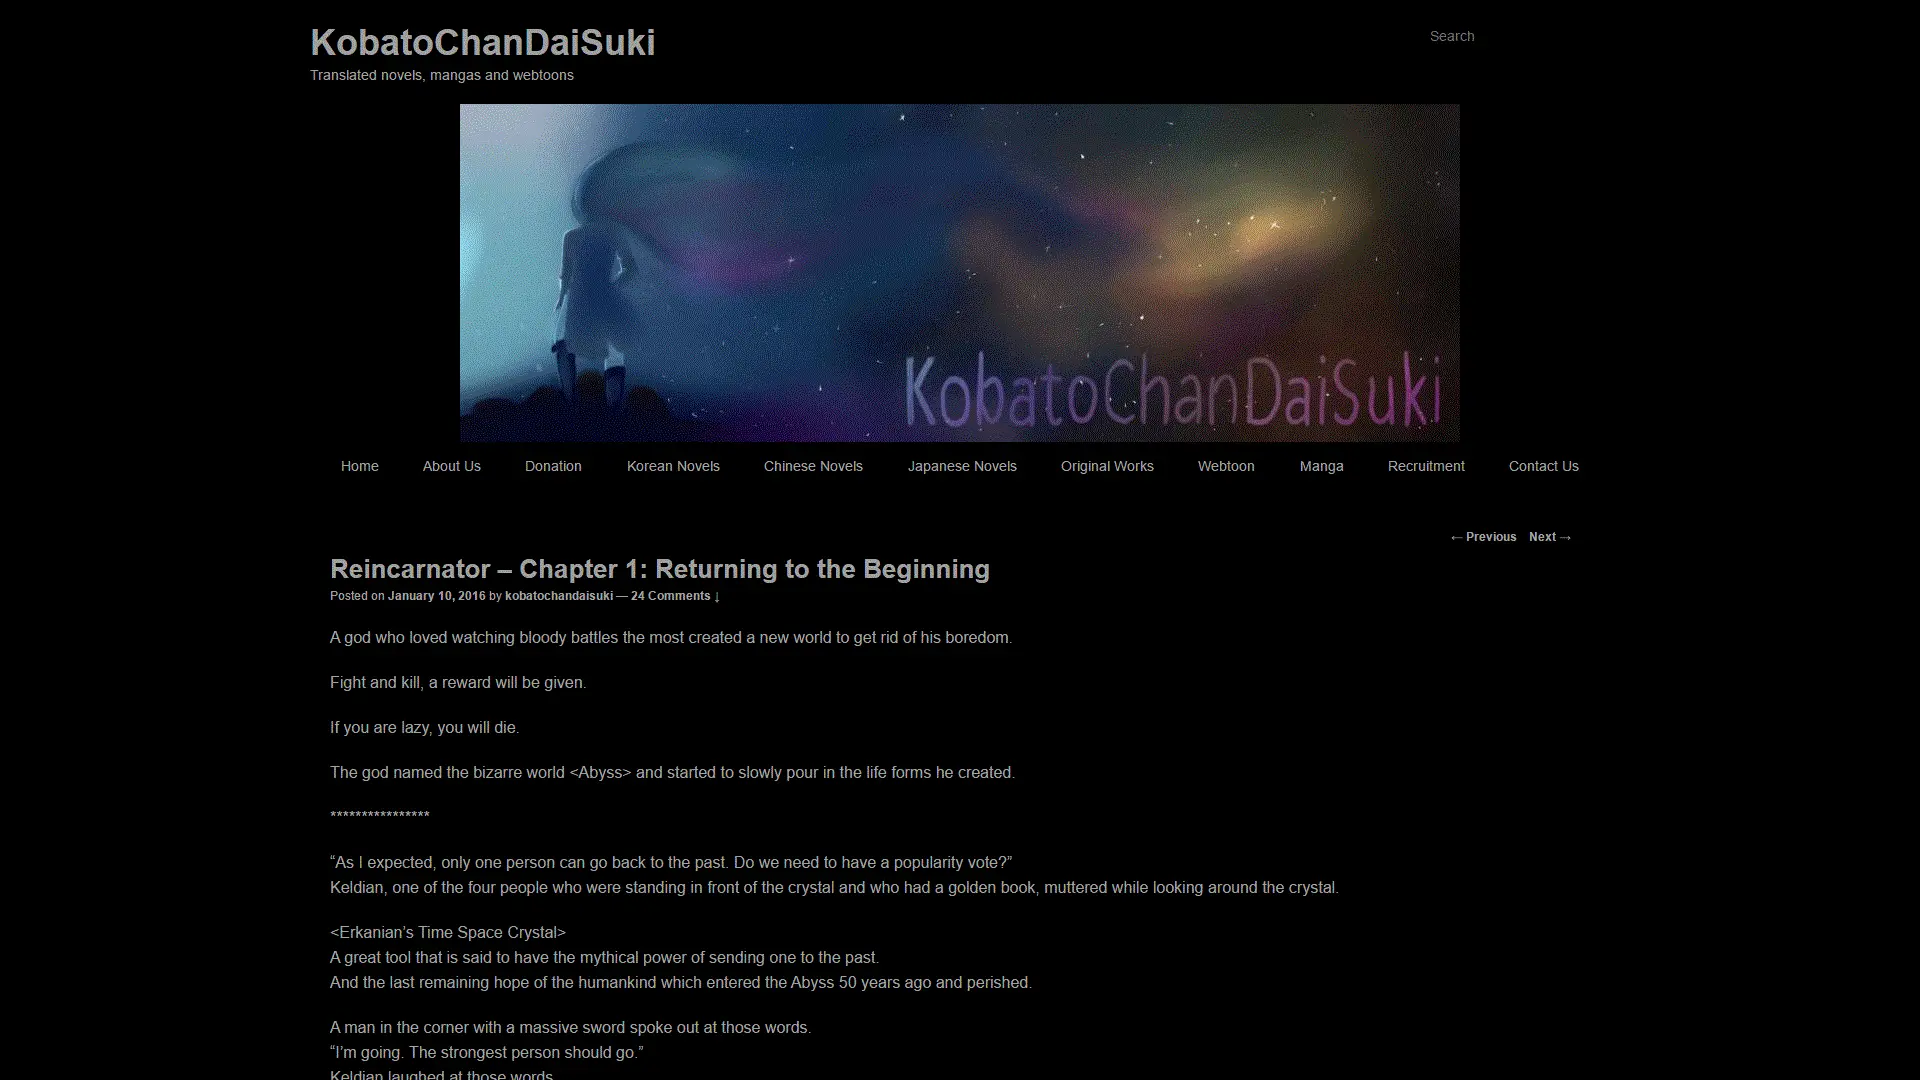 KobatoChanDaiSuki
Search
Translated novels, mangas and webtoons
KobatoChanDaiSuki
Home About Us Donation Korean Novels Chinese Novels Japanese Novels Original Works Webtoon Manga Recruitment Contact Us
← Previous Next →
Reincarnator – Chapter 1: Returning to the Beginning
Posted on January 10, 2016 by kobatochandaisuki — 24 Comments ↓
A god who loved watching bloody battles the most created a new world to get rid of his boredom.
Fight and kill, a reward will be given.
If you are lazy, you will die.
The god named the bizarre world <Abyss> and started to slowly pour in the life forms he created.
****************
“As I expected, only one person can go back to the past. Do we need to have a popularity vote?”
Keldian, one of the four people who were standing in front of the crystal and who had a golden book, muttered while looking around the crystal.
<Erkanian’s Time Space Crystal>
A great tool that is said to have the mythical power of sending one to the past.
And the last remaining hope of the humankind which entered the Abyss 50 years ago and perished.
A man in the corner with a massive sword spoke out at those words.
“I’m going. The strongest person should go.”
Keldian laughed at those words.